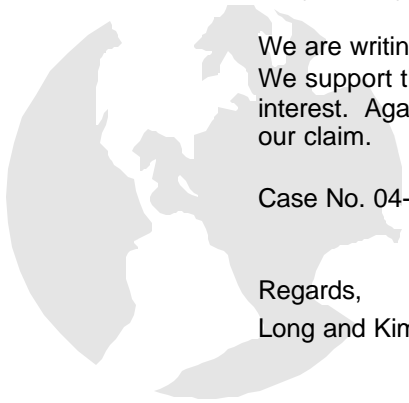 We are writin
We support t
interest. Aga
our claim.
Case No. 04-
Regards,
Long and Kim